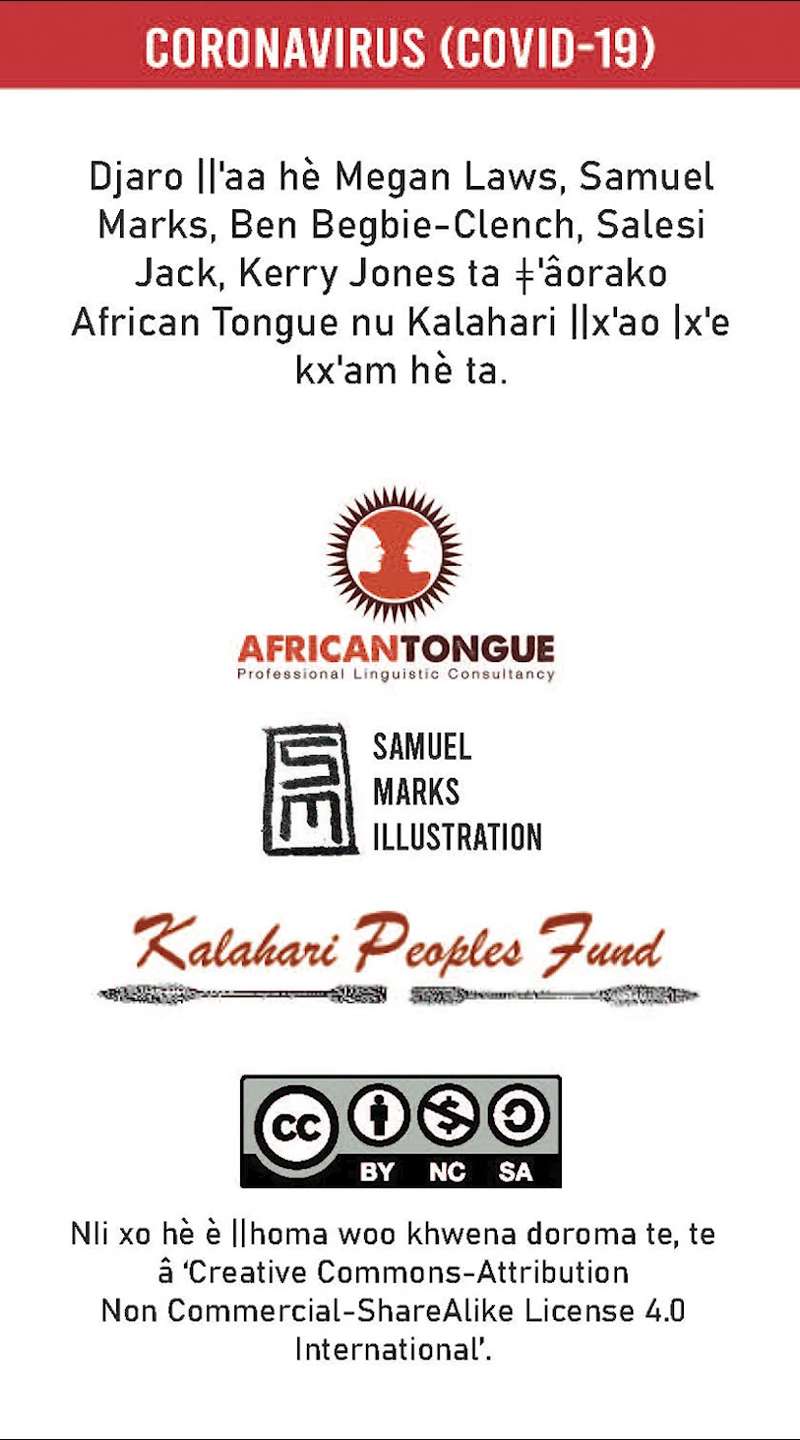 CORONAVIRUS (COVID-19)
Djaro ||'aa hè Megan Laws, Samuel
Marks, Ben Begbie-Clench, Salesi
Jack, Kerry Jones ta ǂ'âorako
African Tongue nu Kalahari ||x'ao |x'e
kx'am hè ta.
AFRICANTONGUE
Professional Linguistic Consultancy
SM
SAMUEL
MARKS
ILLUSTRATION
Kalahari Peoples Fund
CC
BY NC SA
Nli xo hè è ||homa woo khwena doroma te, te
â ‘Creative Commons-Attribution
Non Commercial-ShareAlike License 4.0
International’.